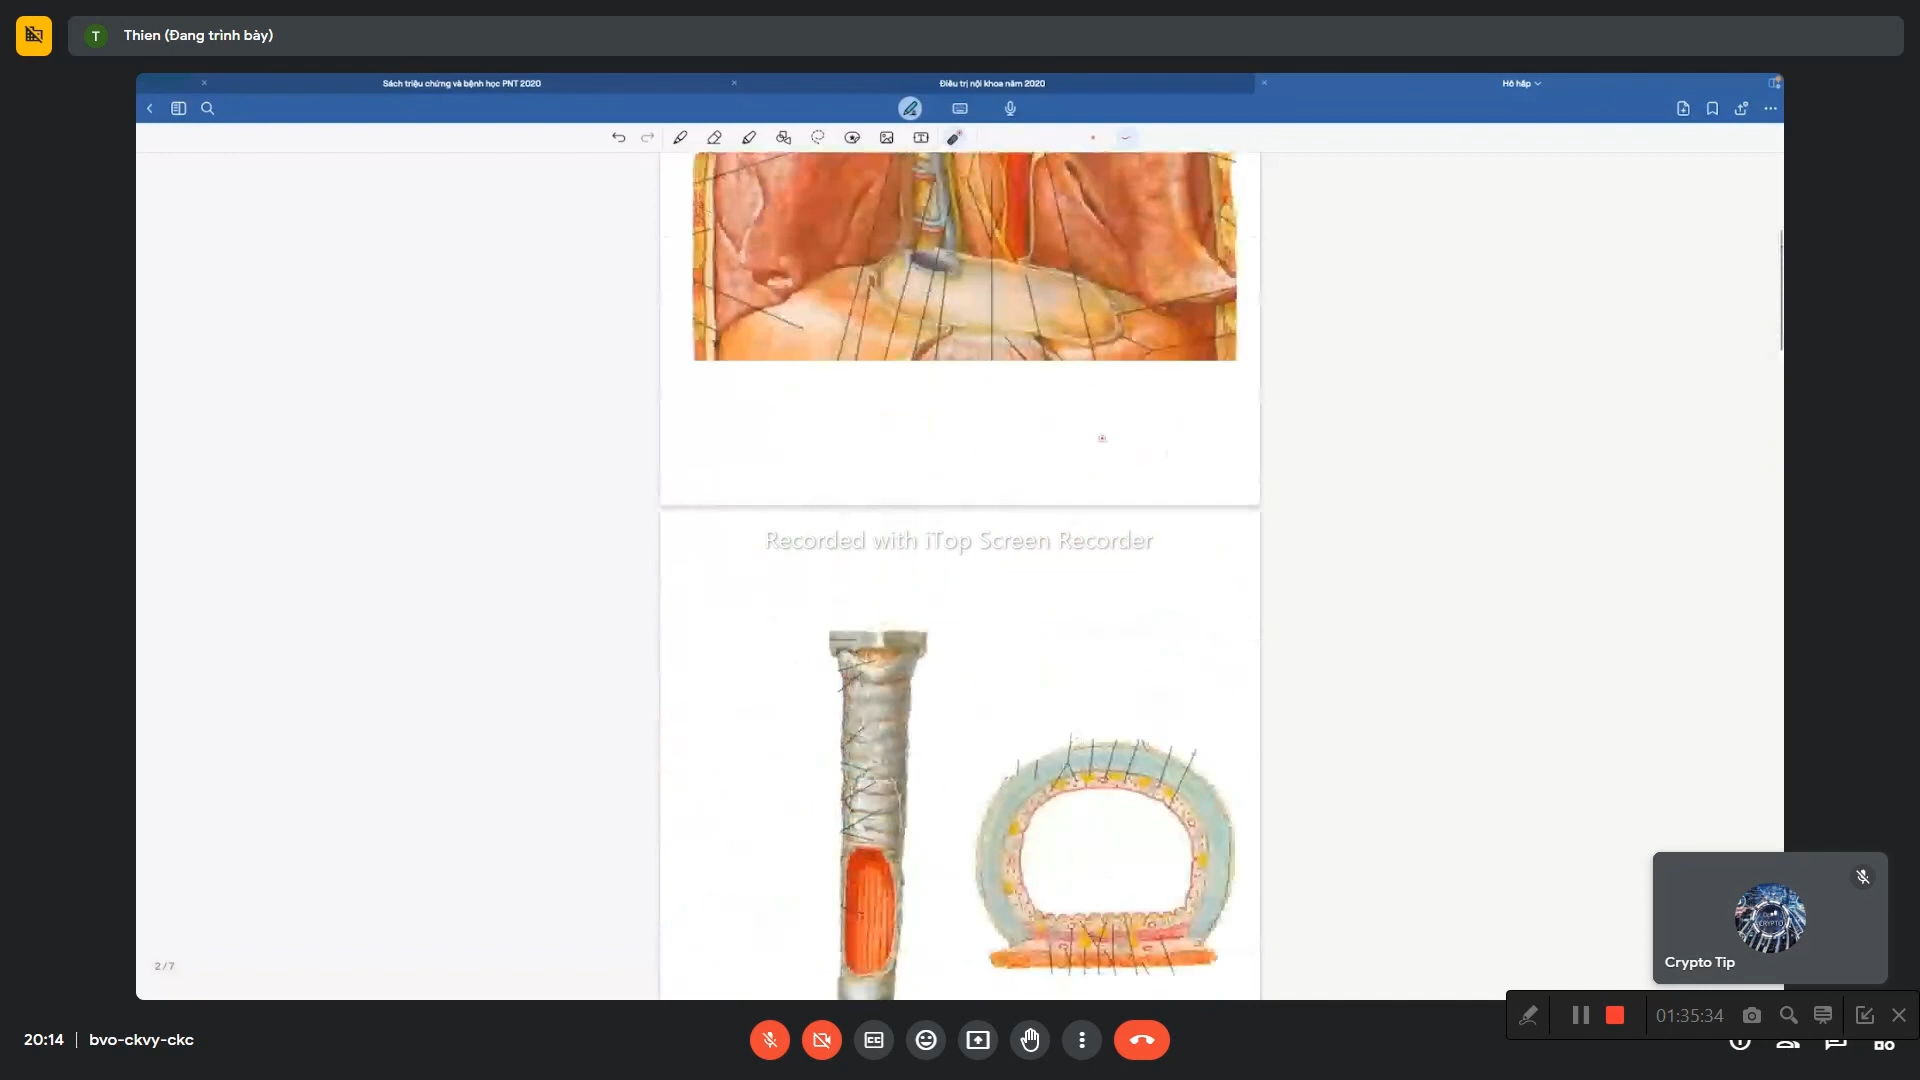 T Thien (Đang trình bày)
Sách triệu chứng và bệnh học PNT 2020
Điều trị nội khoa năm 2020
Hô hấp
Recorded with iTop Screen Recorder
2 / 7
Crypto Tip
01:35:34
20:14 | bvo-ckvy-ckc
CC